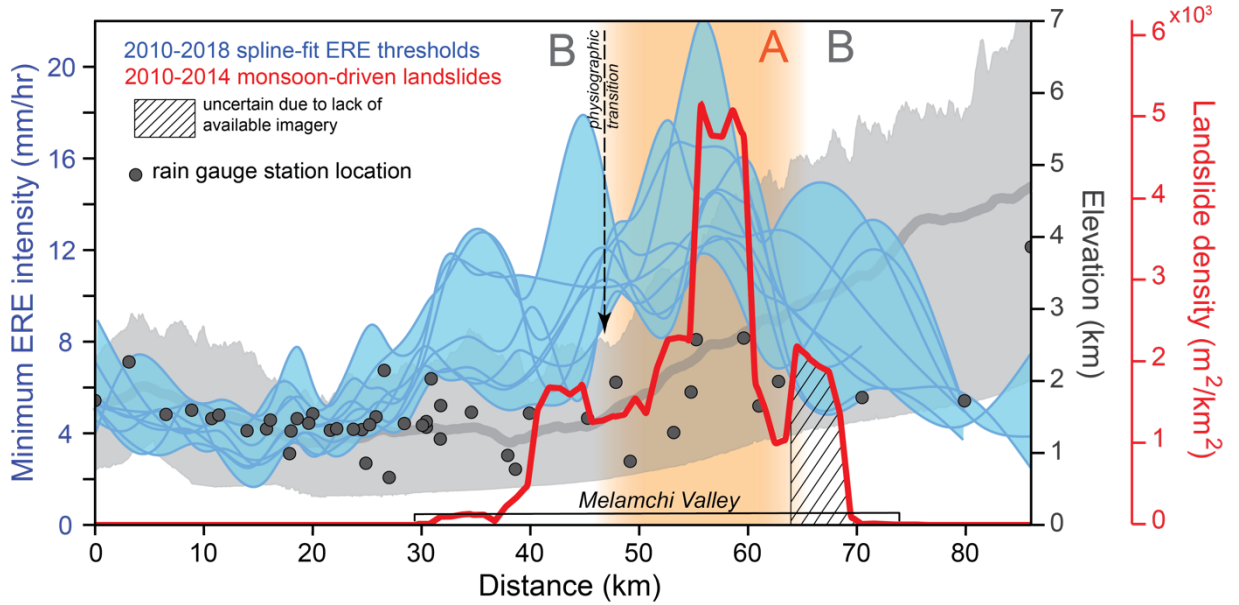 2010-2018 spline-fit ERE thresholds
2010-2014 monsoon-driven landslides
uncertain due to lack of
available imagery
rain gauge station location
B
A
B
physiographic
transition
Melamchi Valley
Minimum ERE intensity (mm/hr)
20
16
12
8
4
0
0
10
20
30
40
50
60
70
80
Distance (km)
7
6
5
4
3
2
1
0
Elevation (km)
x10³
6
5
4
3
2
1
0
Landslide density (m²/km²)